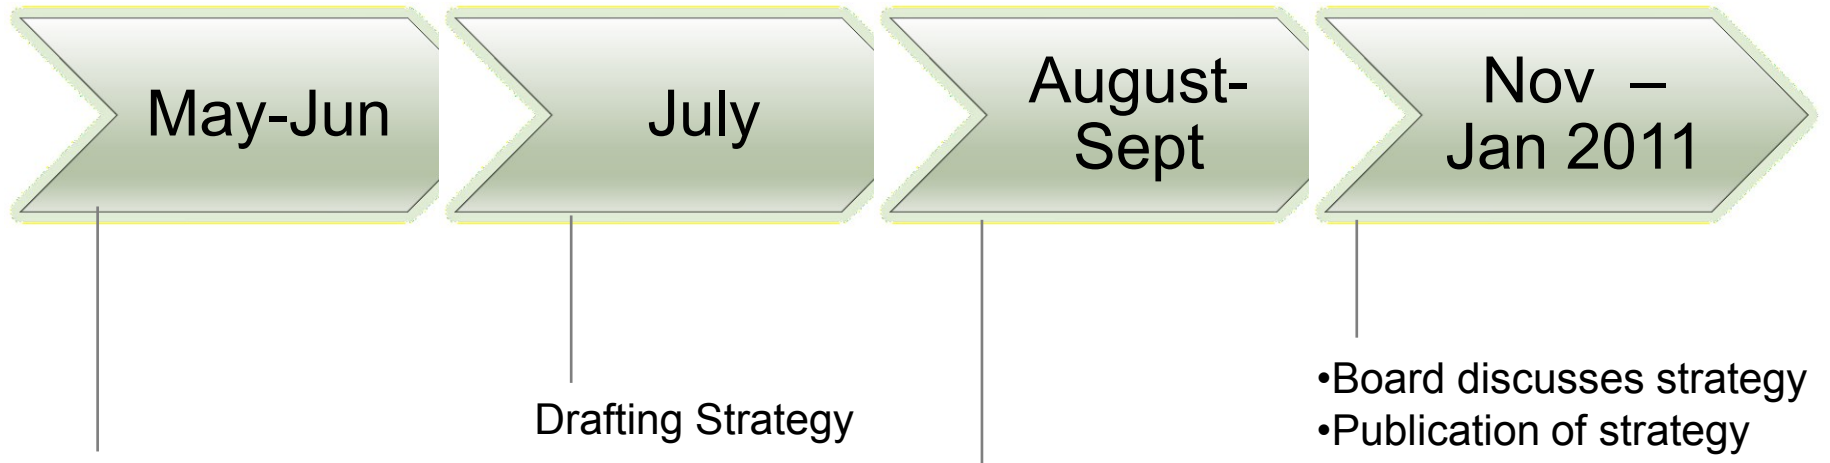 May-Jun
July
August-
Sept
Nov –
Jan 2011
Drafting Strategy
•Board discusses strategy
•Publication of strategy